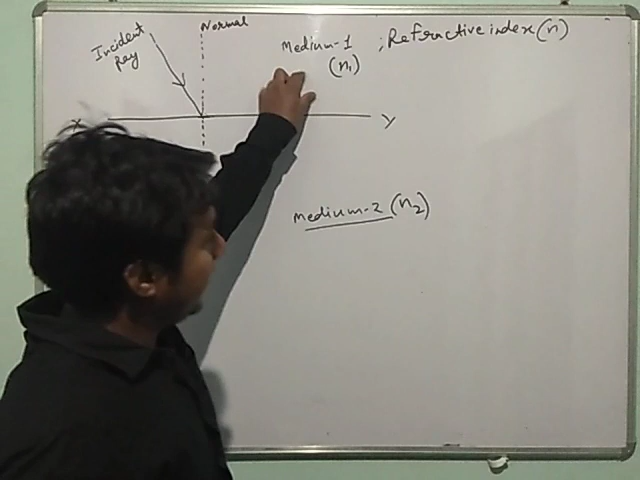 Normal
Incident
Ray
Medium-1 ; Refractive index (n)
(n₁)
X Y
Medium-2 (n₂)